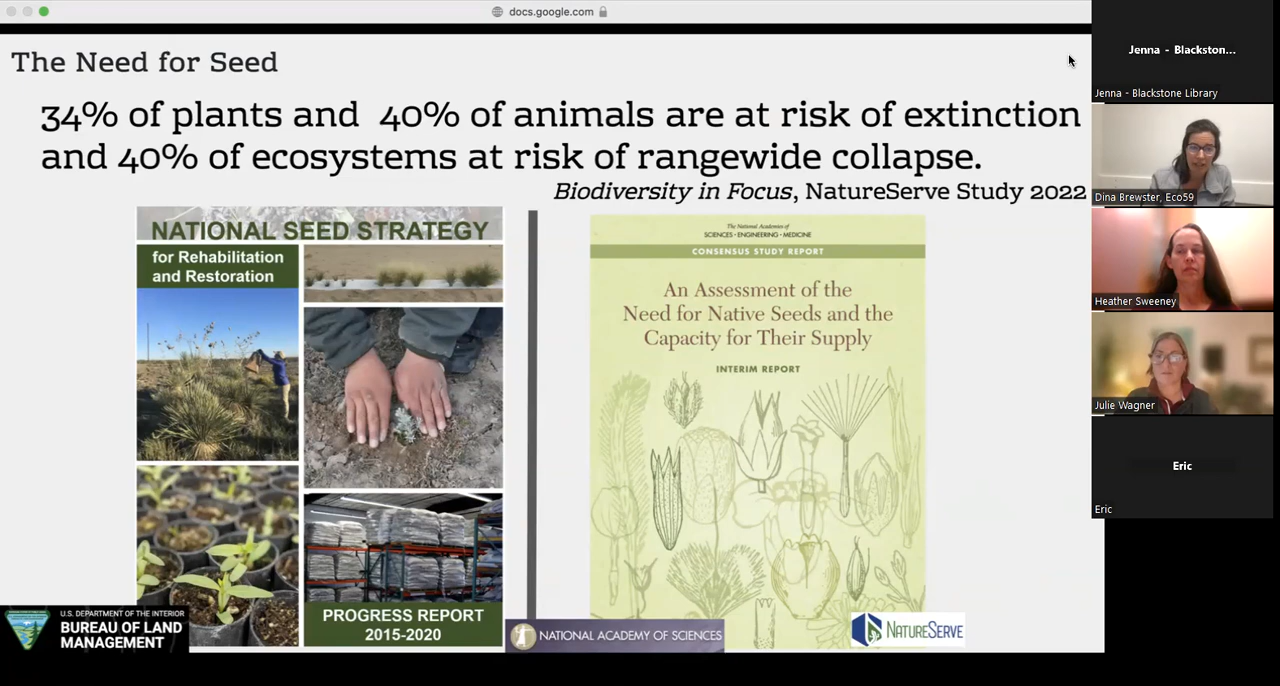 docs.google.com
The Need for Seed
34% of plants and 40% of animals are at risk of extinction
and 40% of ecosystems at risk of rangewide collapse.
Biodiversity in Focus, NatureServe Study 2022
NATIONAL SEED STRATEGY
for Rehabilitation
and Restoration
PROGRESS REPORT
2015-2020
U.S. DEPARTMENT OF THE INTERIOR
BUREAU OF LAND
MANAGEMENT
The National Academies of
SCIENCES • ENGINEERING • MEDICINE
CONSENSUS STUDY REPORT
An Assessment of the
Need for Native Seeds and the
Capacity for Their Supply
INTERIM REPORT
NATIONAL ACADEMY OF SCIENCES
NATURESERVE
Jenna - Blackston...
Jenna - Blackstone Library
Dina Brewster, Eco59
Heather Sweeney
Julie Wagner
Eric
Eric